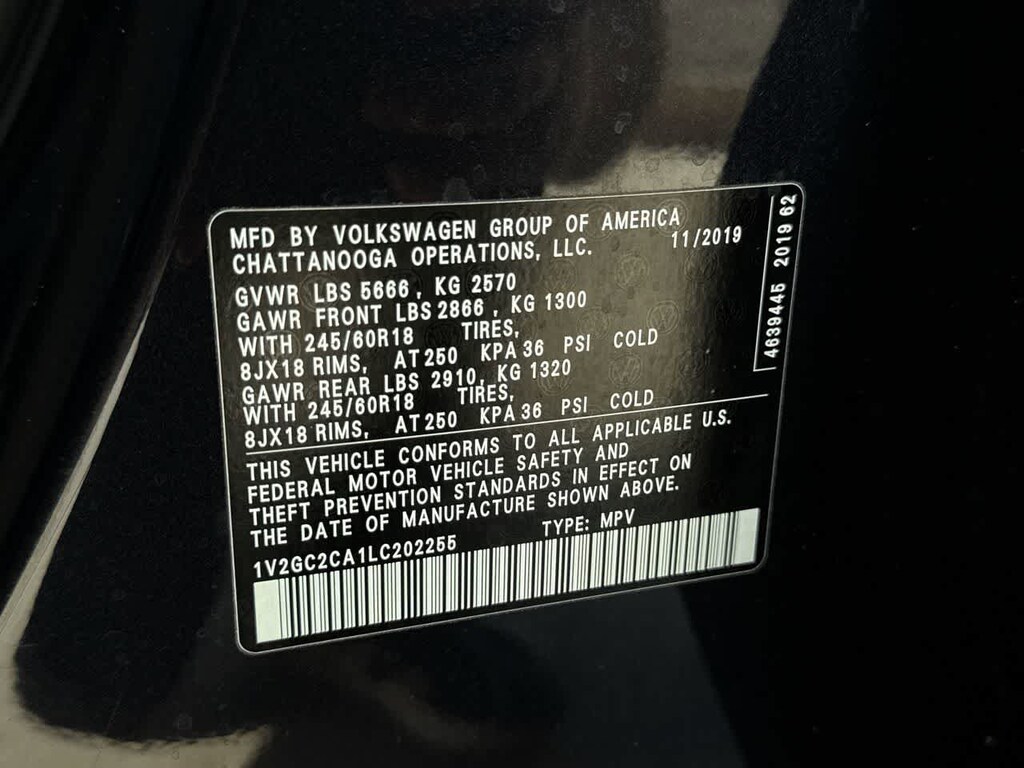 MFD BY VOLKSWAGEN GROUP OF AMERICA
CHATTANOOGA OPERATIONS, LLC. 11/2019
GVWR LBS 5666, KG 2570
GAWR FRONT LBS 2866, KG 1300
WITH 245/60R18 TIRES,
8JX18 RIMS, AT 250 KPA 36 PSI COLD
GAWR REAR LBS 2910, KG 1320
WITH 245/60R18 TIRES,
8JX18 RIMS, AT 250 KPA 36 PSI COLD
THIS VEHICLE CONFORMS TO ALL APPLICABLE U.S.
FEDERAL MOTOR VEHICLE SAFETY AND
THEFT PREVENTION STANDARDS IN EFFECT ON
THE DATE OF MANUFACTURE SHOWN ABOVE.
1V2GC2CA1LC202255 TYPE: MPV
4639445 2019 62